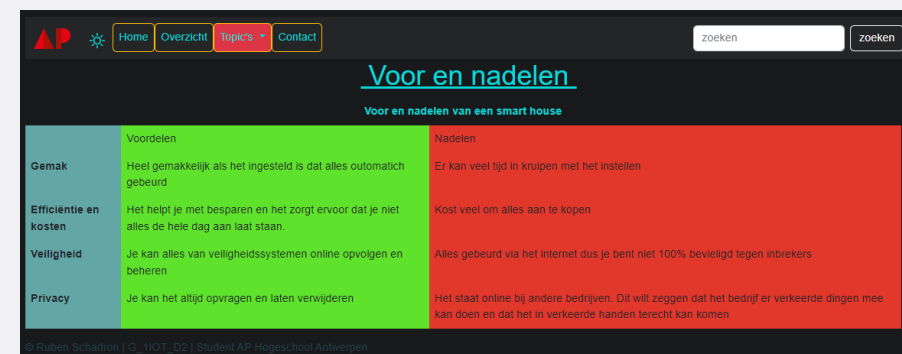 AP
Home
Overzicht
Topic's
Contact
zoeken
zoeken
Voor en nadelen
Voor en nadelen van een smart house
Voordelen
Nadelen
Gemak
Heel gemakkelijk als het ingesteld is dat alles outomatich
gebeurd
Er kan veel tijd in kruipen met het instellen
Efficiëntie en
kosten
Het helpt je met besparen en het zorgt ervoor dat je niet
alles de hele dag aan laat staan.
Kost veel om alles aan te kopen
Veiligheid
Je kan alles van veiligheidssystemen online opvolgen en
beheren
Alles gebeurd via het internet dus je bent niet 100% bevieligd tegen inbrekers
Privacy
Je kan het altijd opvragen en laten verwijderen
Het staat online bij andere bedrijven. Dit wilt zeggen dat het bedrijf er verkeerde dingen mee
kan doen en dat het in verkeerde handen terecht kan komen
© Ruben Schadron | G_1IOT_D2 | Student AP Hogeschool Antwerpen